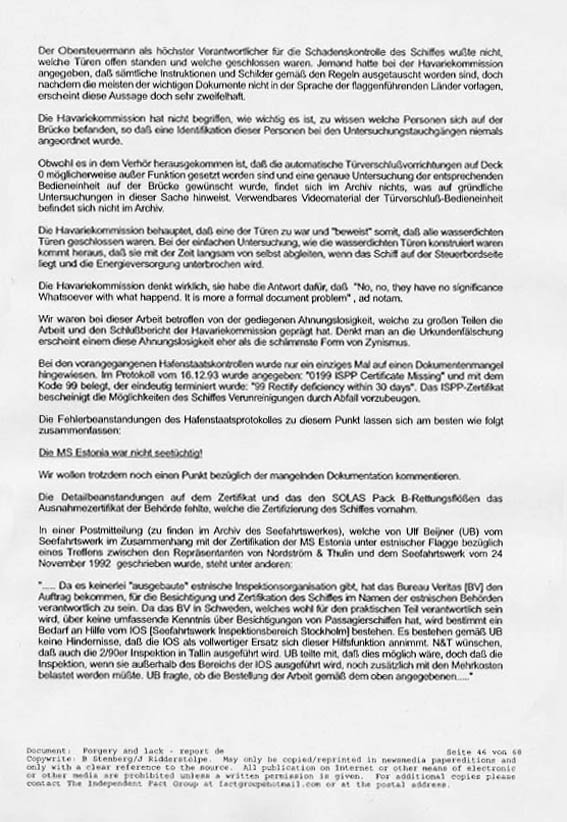 Der Obersteuermann als höchster Verantwortlicher für die Schadenskontrolle des Schiffes wußte nicht,
welche Türen offen standen und welche geschlossen waren. Jemand hatte bei der Havariekommission
angegeben, daß sämtliche Instruktionen und Schilder gemäß den Regeln ausgetauscht worden sind, doch
nachdem die meisten der wichtigen Dokumente nicht in der Sprache der flaggenführenden Länder vorlagen,
erscheint diese Aussage doch sehr zweifelhaft.
Die Havariekommission hat nicht begriffen, wie wichtig es ist, zu wissen welche Personen sich auf der
Brücke befanden, so daß eine Identifikation dieser Personen bei den Untersuchungstauchgängen niemals
angeordnet wurde.
Obwohl es in dem Verhör herausgekommen ist, daß die automatische Türverschlußvorrichtungen auf Deck
0 möglicherweise außer Funktion gesetzt worden sind und eine genaue Untersuchung der entsprechenden
Bedieneinheit auf der Brücke gewünscht wurde, findet sich im Archiv nichts, was auf gründliche
Untersuchungen in dieser Sache hinweist. Verwendbares Videomaterial der Türverschluß-Bedieneinheit
befindet sich nicht im Archiv.
Die Havariekommission behauptet, daß eine der Türen zu war und "beweist" somit, daß alle wasserdichten
Türen geschlossen waren. Bei der einfachen Untersuchung, wie die wasserdichten Türen konstruiert waren
kommt heraus, daß sie mit der Zeit langsam von selbst abgleiten, wenn das Schiff auf der Steuerbordseite
liegt und die Energieversorgung unterbrochen wird.
Die Havariekommission denkt wirklich, sie habe die Antwort dafür, daß "No, no, they have no significance
Whatsoever with what happend. It is more a formal document problem" , ad notam.
Wir waren bei dieser Arbeit betroffen von der gediegenen Ahnungslosigkeit, welche zu großen Teilen die
Arbeit und den Schlußbericht der Havariekommission geprägt hat. Denkt man an die Urkundenfälschung
erscheint einem diese Ahnungslosigkeit eher als die schlimmste Form von Zynismus.
Bei den vorangegangenen Hafenstaatskontrollen wurde nur ein einziges Mal auf einen Dokumentenmangel
hingewiesen. Im Protokoll vom 16.12.93 wurde angegeben: "0199 ISPP Certificate Missing" und mit dem
Kode 99 belegt, der eindeutig terminiert wurde: "99 Rectify deficiency within 30 days". Das ISPP-Zertifikat
bescheinigt die Möglichkeiten des Schiffes Verunreinigungen durch Abfall vorzubeugen.
Die Fehlerbeanstandungen des Hafenstaatsprotokolles zu diesem Punkt lassen sich am besten wie folgt
zusammenfassen:
Die MS Estonia war nicht seetüchtig!
Wir wollen trotzdem noch einen Punkt bezüglich der mangelnden Dokumentation kommentieren.
Die Detailbeanstandungen auf dem Zertifikat und das den SOLAS Pack B-Rettungsflößen das
Ausnahmezertifikat der Behörde fehlte, welche die Zertifizierung des Schiffes vornahm.
In einer Postmitteilung (zu finden im Archiv des Seefahrtswerkes), welche von Ulf Beijner (UB) vom
Seefahrtswerk im Zusammenhang mit der Zertifikation der MS Estonia unter estnischer Flagge bezüglich
eines Treffens zwischen den Repräsentanten von Nordström & Thulin und dem Seefahrtswerk vom 24
November 1992 geschrieben wurde, steht unter anderen:
"..... Da es keinerlei "ausgebaute" estnische Inspektionsorganisation gibt, hat das Bureau Veritas [BV] den
Auftrag bekommen, für die Besichtigung und Zertifikation des Schiffes im Namen der estnischen Behörden
verantwortlich zu sein. Da das BV in Schweden, welches wohl für den praktischen Teil verantwortlich sein
wird, über keine umfassende Kenntnis über Besichtigungen von Passagierschiffen hat, wird bestimmt ein
Bedarf an Hilfe vom IOS [Seefahrtswerk Inspektionsbereich Stockholm] bestehen. Es bestehen gemäß UB
keine Hindernisse, daß die IOS als vollwertiger Ersatz sich dieser Hilfsfunktion annimmt. N&T wünschen,
daß auch die 2/90er Inspektion in Tallin ausgeführt wird. UB teilte mit, daß dies möglich wäre, doch daß die
Inspektion, wenn sie außerhalb des Bereichs der IOS ausgeführt wird, noch zusätzlich mit den Mehrkosten
belastet werden müßte. UB fragte, ob die Bestellung der Arbeit gemäß dem oben angegebenen....."
Document: Forgery and lack - report de Seite 46 von 68
Copywrite: B Stenberg/J Ridderstolpe. May only be copied/reprinted in newsmedia papereditions and
only with a clear reference to the source. All publication on Internet or other means of electronic
or other media are prohibited unless a written permission is given. For additional copies please
contact The Independent Fact Group at factgroup@hotmail.com or at the postal address.